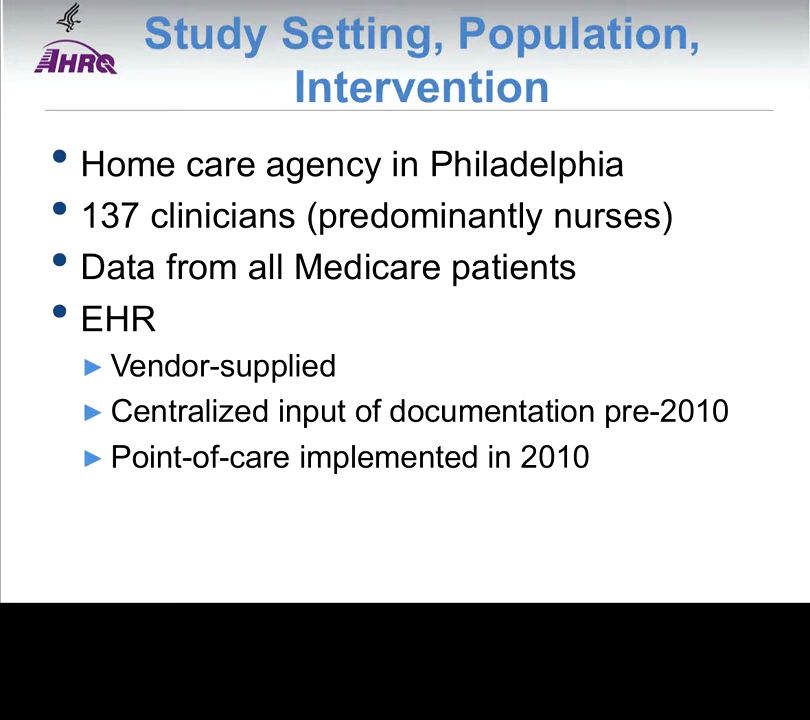 AHRQ
Study Setting, Population,
Intervention
• Home care agency in Philadelphia
• 137 clinicians (predominantly nurses)
• Data from all Medicare patients
• EHR
► Vendor-supplied
► Centralized input of documentation pre-2010
► Point-of-care implemented in 2010